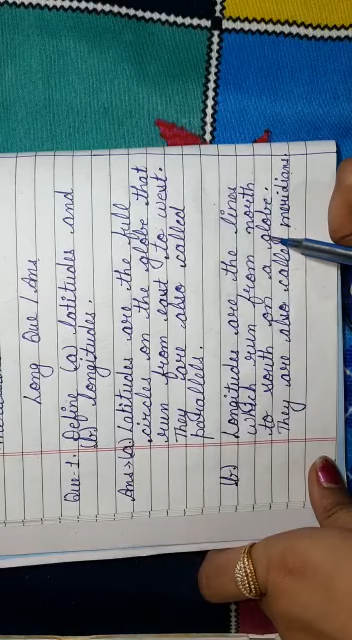 Long Que / Ans
Que-1. Define (a) latitudes and
(b) longitudes.
Ans→(a). Latitudes are the full
circles on the globe that
run from east to west.
They are also called
parallels.
(b) Longitudes are the lines
which run from north
to south on a globe.
They are also called meridians.